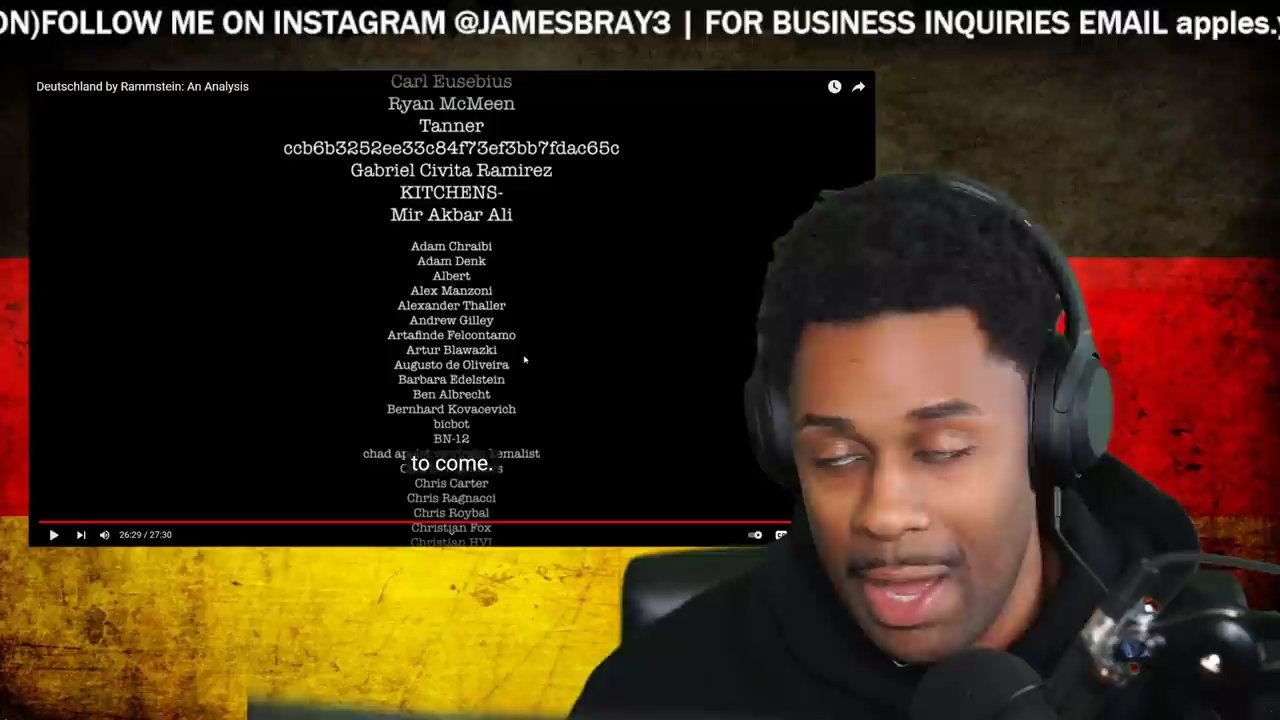 ON)FOLLOW ME ON INSTAGRAM @JAMESBRAY3 | FOR BUSINESS INQUIRIES EMAIL apples.y
Deutschland by Rammstein: An Analysis
Carl Eusebius
Ryan McMeen
Tanner
ccb6b3252ee33c84f73ef3bb7fdac65c
Gabriel Civita Ramirez
KITCHENS-
Mir Akbar Ali
Adam Chraibi
Adam Denk
Albert
Alex Manzoni
Alexander Thaller
Andrew Gilley
Artafinde Felcontamo
Artur Blawazki
Augusto de Oliveira
Barbara Edelstein
Ben Albrecht
Bernhard Kovacevich
bicbot
BN-12
chad
to come.
Chris Carter
Chris Ragnacci
Chris Roybal
Christian Fox
Christian HVI
26:29 / 27:30